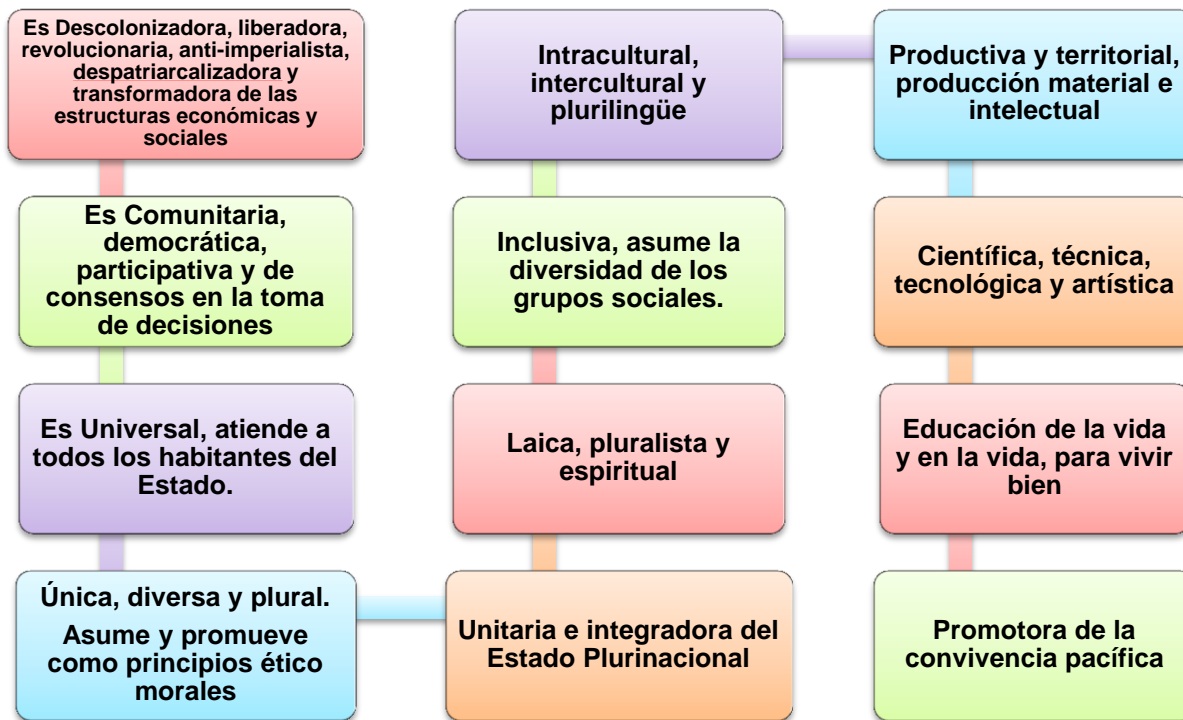 Es Descolonizadora, liberadora,
revolucionaria, anti-imperialista,
despatriarcalizadora y
transformadora de las
estructuras económicas y
sociales
Es Comunitaria,
democrática,
participativa y de
consensos en la toma
de decisiones
Es Universal, atiende a
todos los habitantes del
Estado.
Única, diversa y plural.
Asume y promueve
como principios ético
morales
Unitaria e integradora del
Estado Plurinacional
Laica, pluralista y
espiritual
Inclusiva, asume la
diversidad de los
grupos sociales.
Intracultural,
intercultural y
plurilingüe
Productiva y territorial,
producción material e
intelectual
Científica, técnica,
tecnológica y artística
Educación de la vida
y en la vida, para vivir
bien
Promotora de la
convivencia pacífica